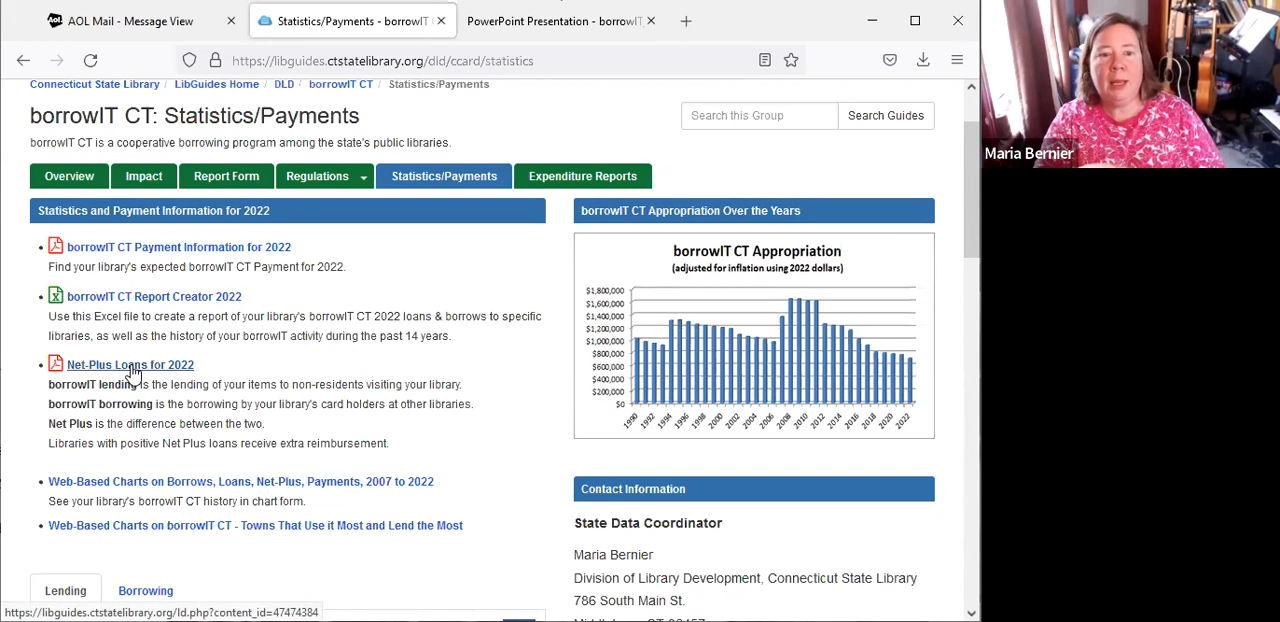 AOL Mail - Message View
Statistics/Payments - borrowIT C
PowerPoint Presentation - borrowIT
https://libguides.ctstatelibrary.org/dld/ccard/statistics
Connecticut State Library / LibGuides Home / DLD / borrowIT CT / Statistics/Payments
borrowIT CT: Statistics/Payments
Search this Group
Search Guides
borrowIT CT is a cooperative borrowing program among the state's public libraries.
Overview
Impact
Report Form
Regulations
Statistics/Payments
Expenditure Reports
Statistics and Payment Information for 2022
borrowIT CT Payment Information for 2022
Find your library's expected borrowIT CT Payment for 2022.
borrowIT CT Report Creator 2022
Use this Excel file to create a report of your library's borrowIT CT 2022 loans & borrows to specific
libraries, as well as the history of your borrowIT activity during the past 14 years.
Net-Plus Loans for 2022
borrowIT lending is the lending of your items to non-residents visiting your library.
borrowIT borrowing is the borrowing by your library's card holders at other libraries.
Net Plus is the difference between the two.
Libraries with positive Net Plus loans receive extra reimbursement.
Web-Based Charts on Borrows, Loans, Net-Plus, Payments, 2007 to 2022
See your library's borrowIT CT history in chart form.
Web-Based Charts on borrowIT CT - Towns That Use it Most and Lend the Most
Lending
Borrowing
https://libguides.ctstatelibrary.org/ld.php?content_id=47474384
borrowIT CT Appropriation Over the Years
borrowIT CT Appropriation
(adjusted for inflation using 2022 dollars)
$1,800,000
$1,600,000
$1,400,000
$1,200,000
$1,000,000
$800,000
$600,000
$400,000
$200,000
$0
1990 1992 1994 1996 1998 2000 2002 2004 2006 2008 2010 2012 2014 2016 2018 2020 2022
Contact Information
State Data Coordinator
Maria Bernier
Division of Library Development, Connecticut State Library
786 South Main St.
Maria Bernier